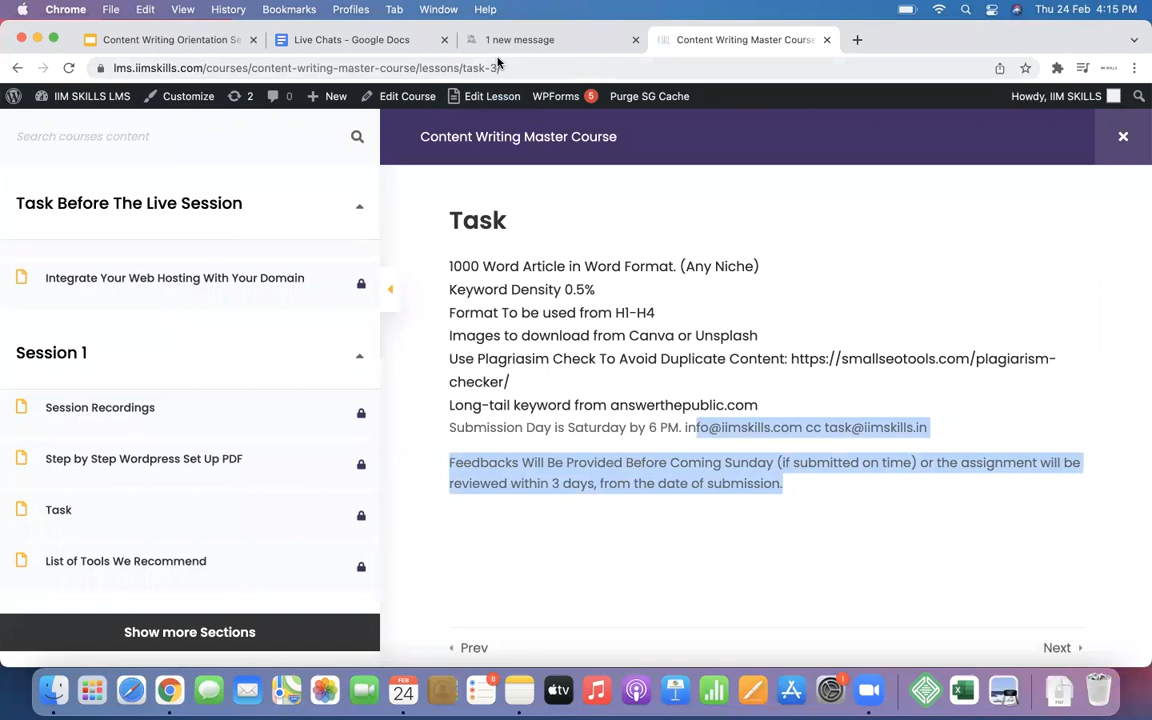 Chrome File Edit View History Bookmarks Profiles Tab Window Help Thu 24 Feb 4:15 PM
Content Writing Orientation Se
Live Chats - Google Docs
1 new message
Content Writing Master Course
lms.iimskills.com/courses/content-writing-master-course/lessons/task-3/
IIM SKILLS LMS Customize 2 0 New Edit Course Edit Lesson WPForms 5 Purge SG Cache Howdy, IIM SKILLS
Search courses content
Content Writing Master Course
Task Before The Live Session
Integrate Your Web Hosting With Your Domain
Session 1
Session Recordings
Step by Step Wordpress Set Up PDF
Task
List of Tools We Recommend
Show more Sections
Task
1000 Word Article in Word Format. (Any Niche)
Keyword Density 0.5%
Format To be used from H1-H4
Images to download from Canva or Unsplash
Use Plagriasim Check To Avoid Duplicate Content: https://smallseotools.com/plagiarism-
checker/
Long-tail keyword from answerthepublic.com
Submission Day is Saturday by 6 PM. info@iimskills.com cc task@iimskills.in
Feedbacks Will Be Provided Before Coming Sunday (if submitted on time) or the assignment will be
reviewed within 3 days, from the date of submission.
Prev
Next
FEB
24
8
tv
1